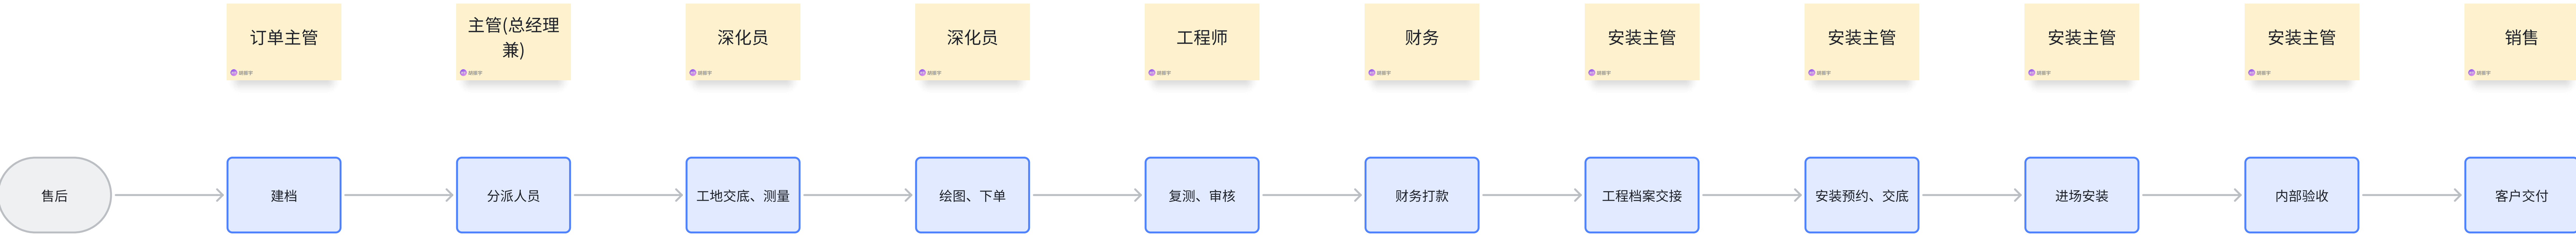 订单主管
主管(总经理
兼)
深化员
深化员
工程师
财务
安装主管
安装主管
安装主管
安装主管
销售
售后
建档
分派人员
工地交底、测量
绘图、下单
复测、审核
财务打款
工程档案交接
安装预约、交底
进场安装
内部验收
客户交付